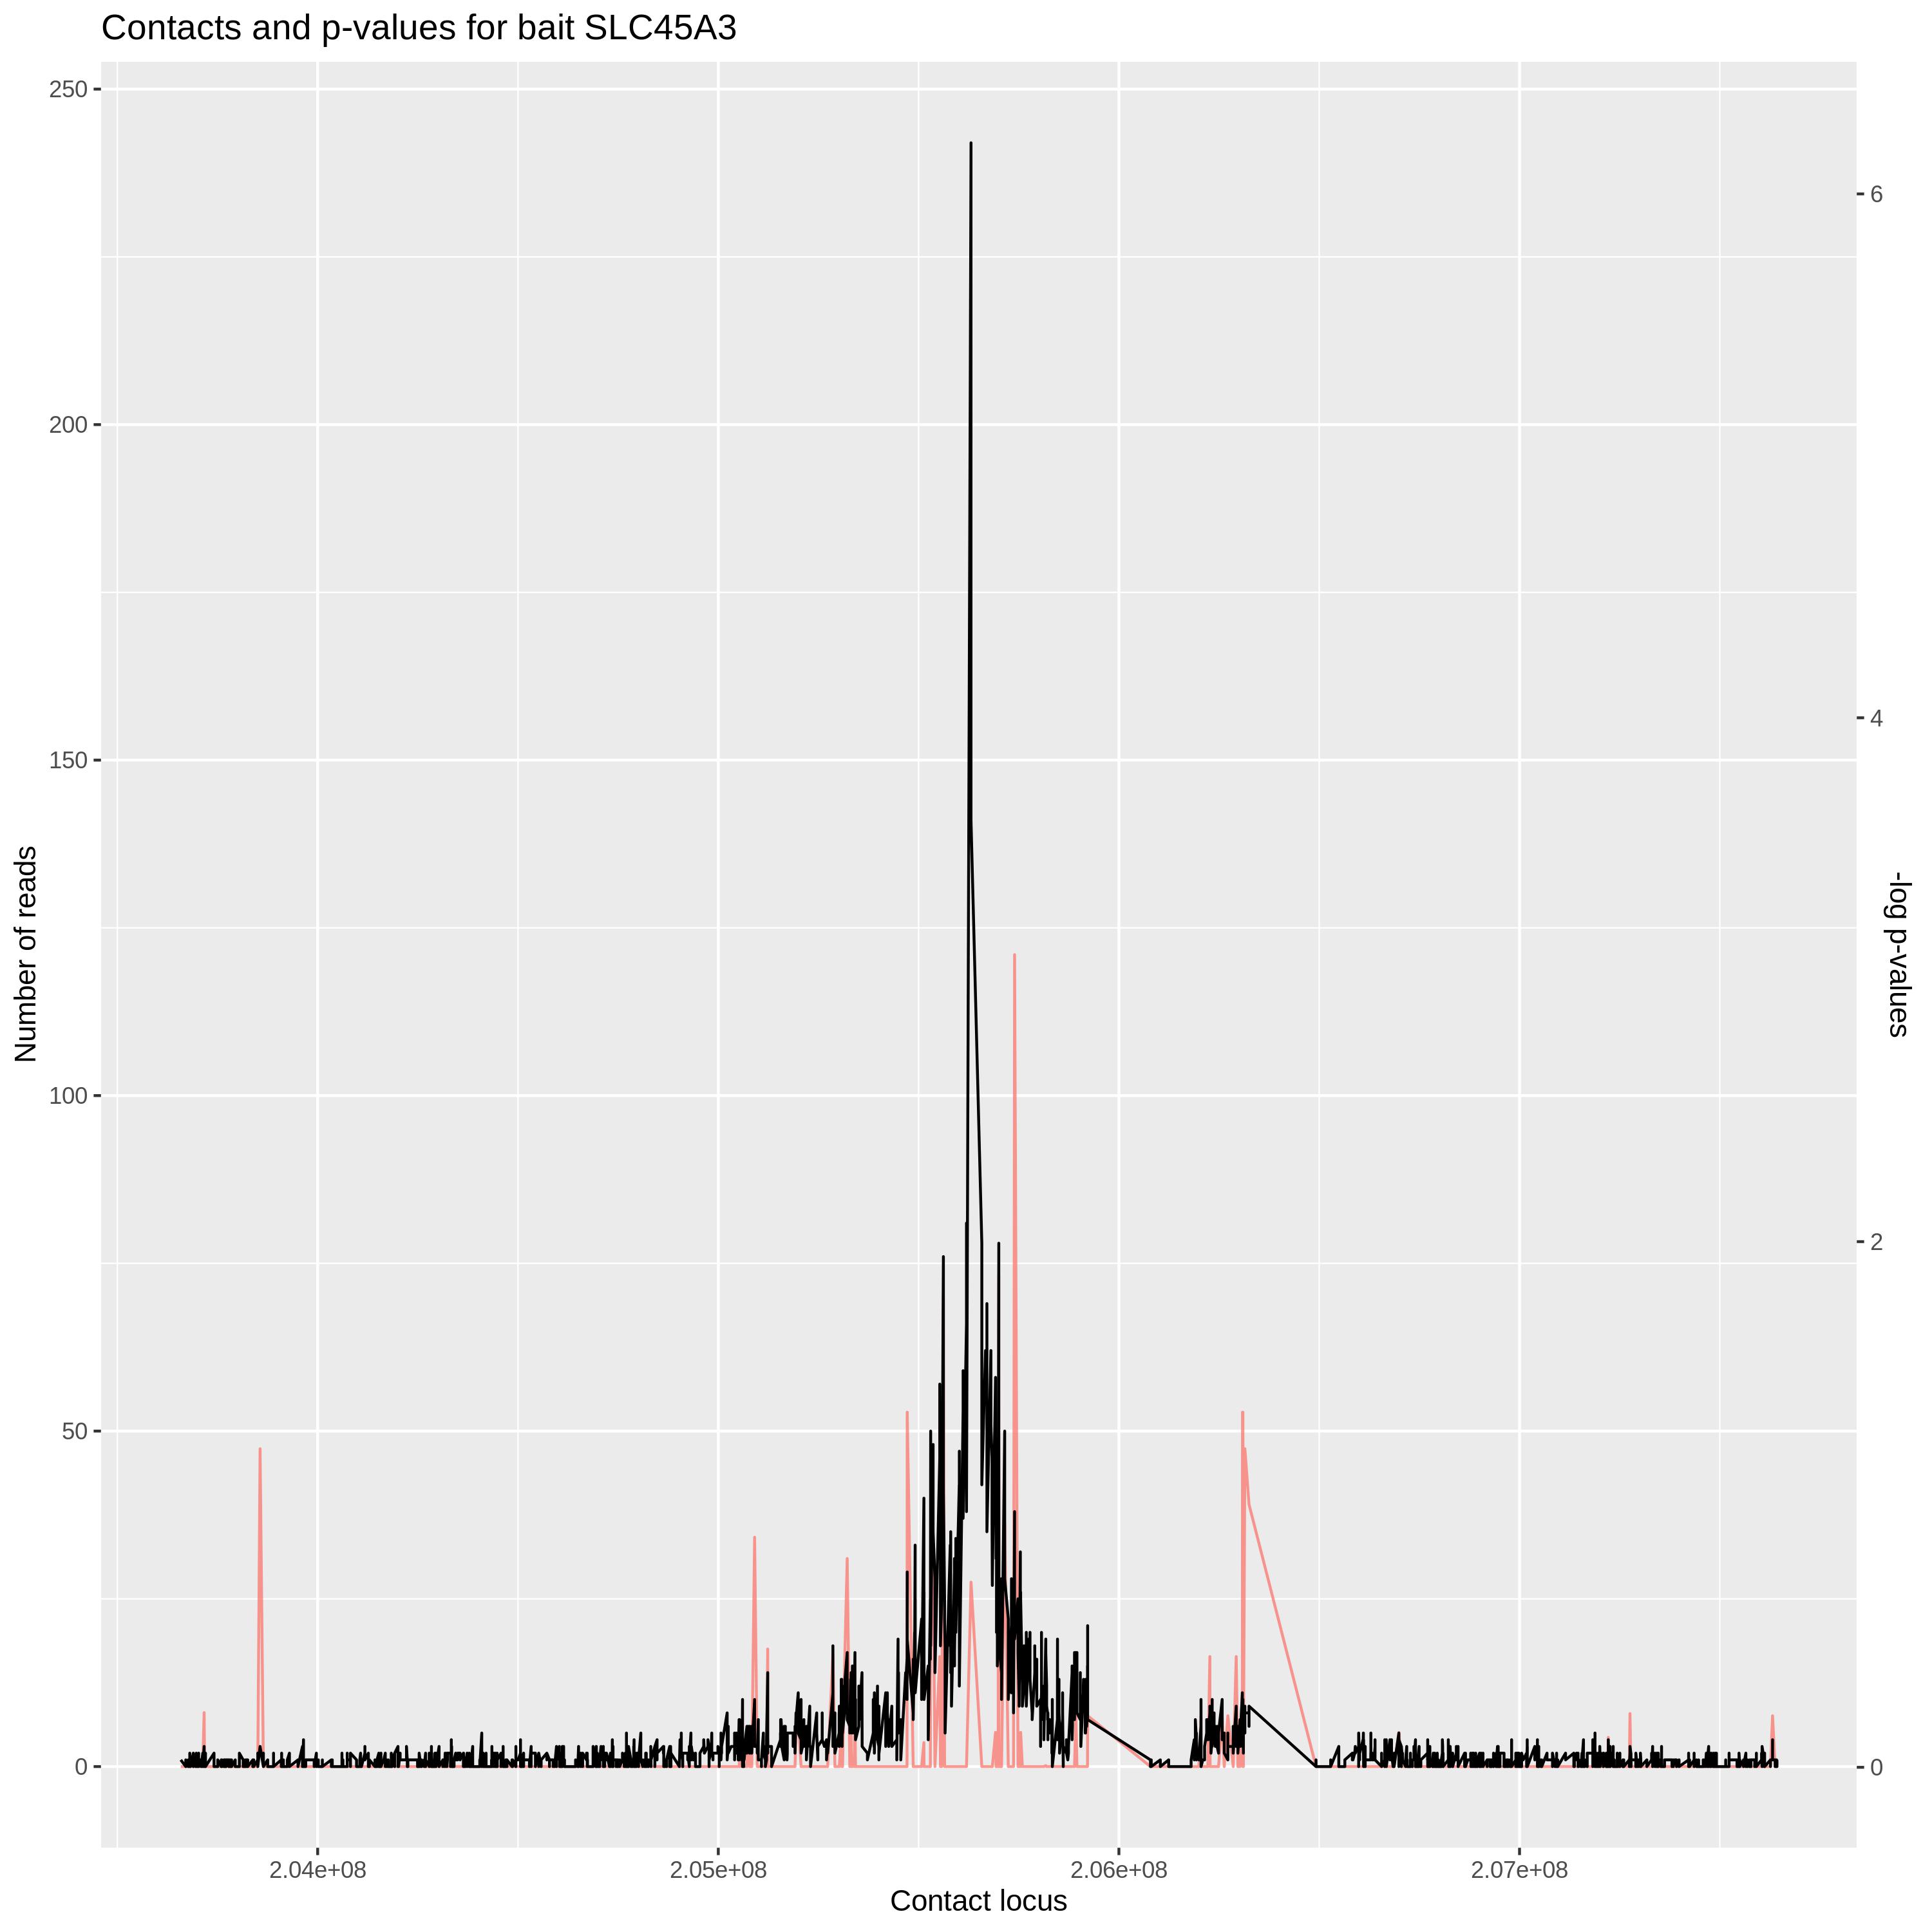 Contacts and p-values for bait SLC45A3
250
200
150
100
50
0
Number of reads
6
4
2
0
-log p-values
2.04e+08
2.05e+08
2.06e+08
2.07e+08
Contact locus